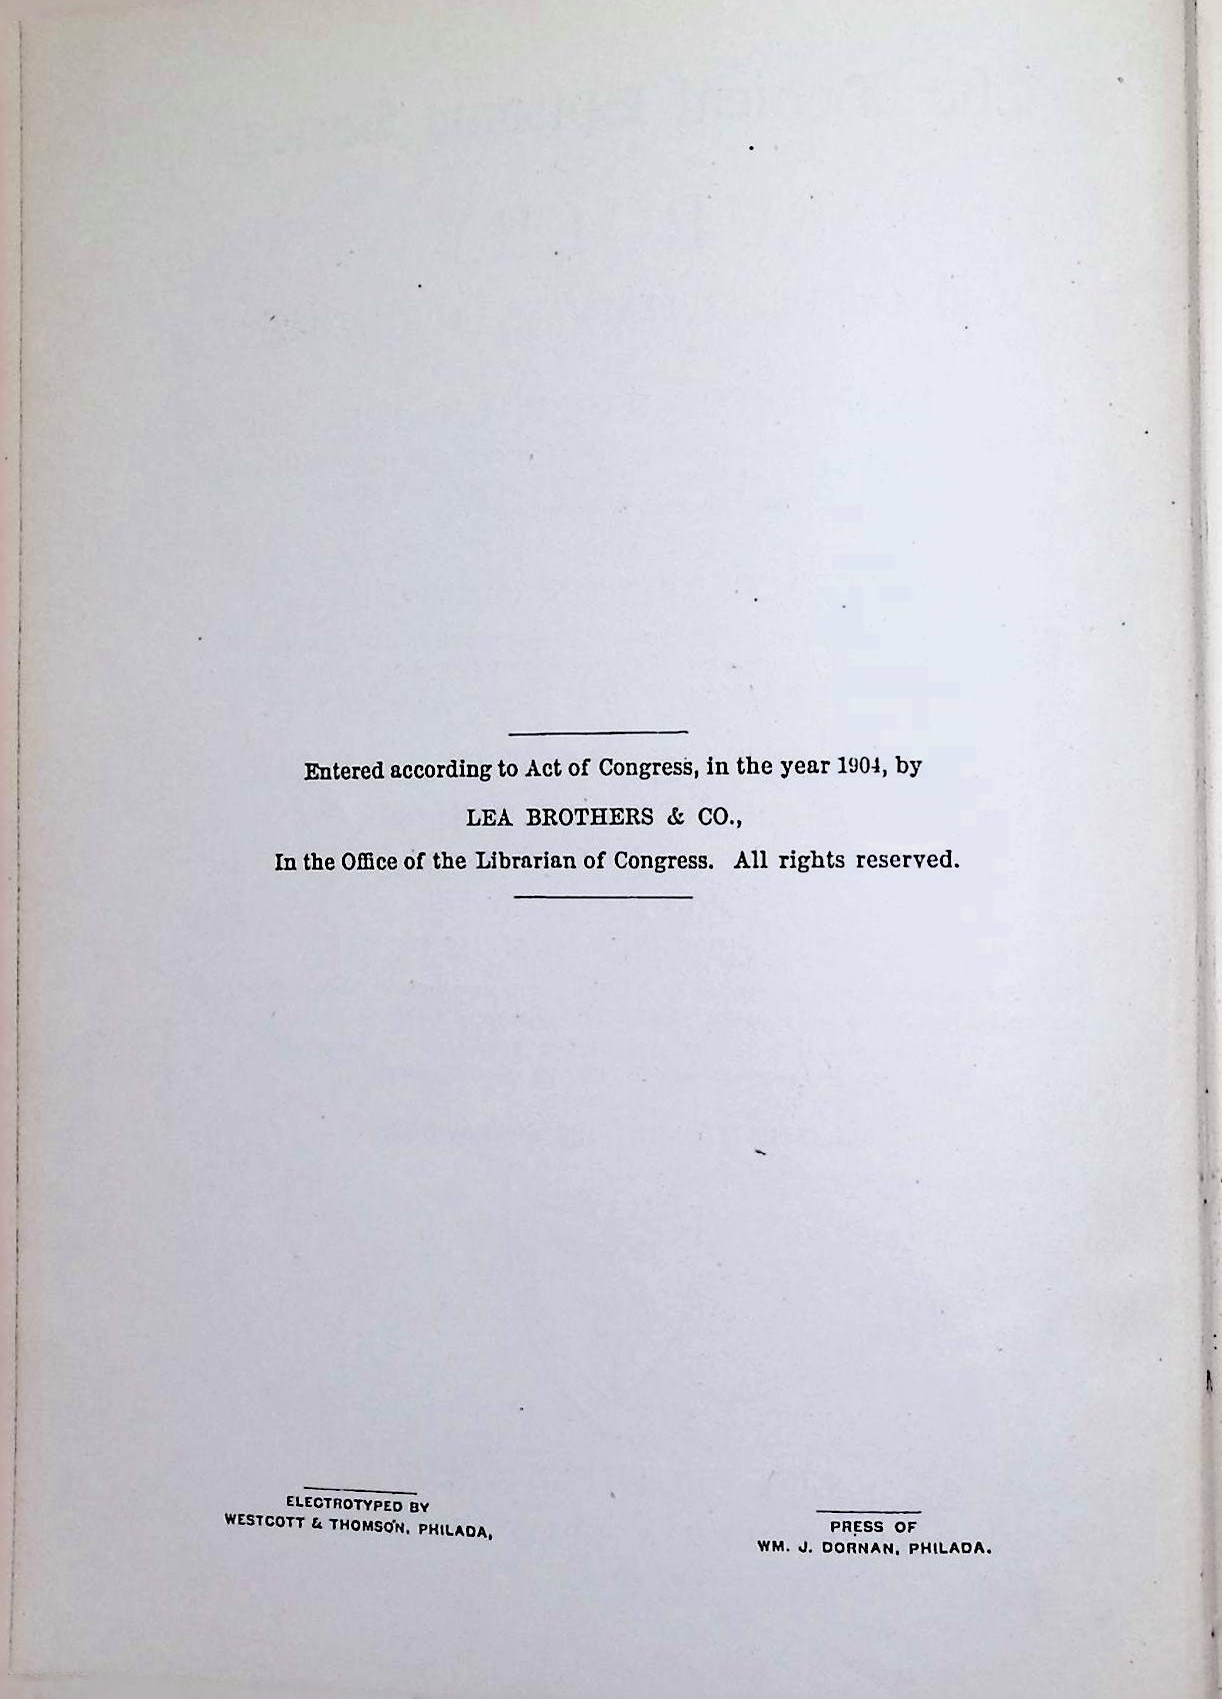 Entered according to Act of Congress, in the year 1904, by
LEA BROTHERS & CO.,
In the Office of the Librarian of Congress. All rights reserved.
ELECTROTYPED BY
WESTCOTT & THOMSON, PHILADA,
PRESS OF
WM. J. DORNAN, PHILADA.